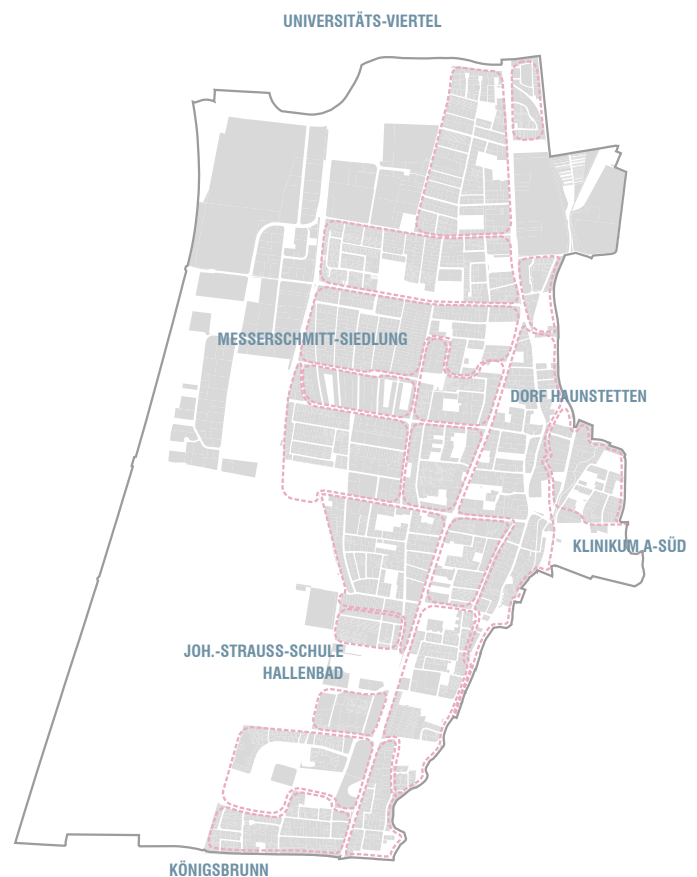 UNIVERSITÄTS-VIERTEL
MESSERSCHMITT-SIEDLUNG
DORF HAUNSTETTEN
KLINIKUM A-SÜD
JOH.-STRAUSS-SCHULE
HALLENBAD
KÖNIGSBRUNN